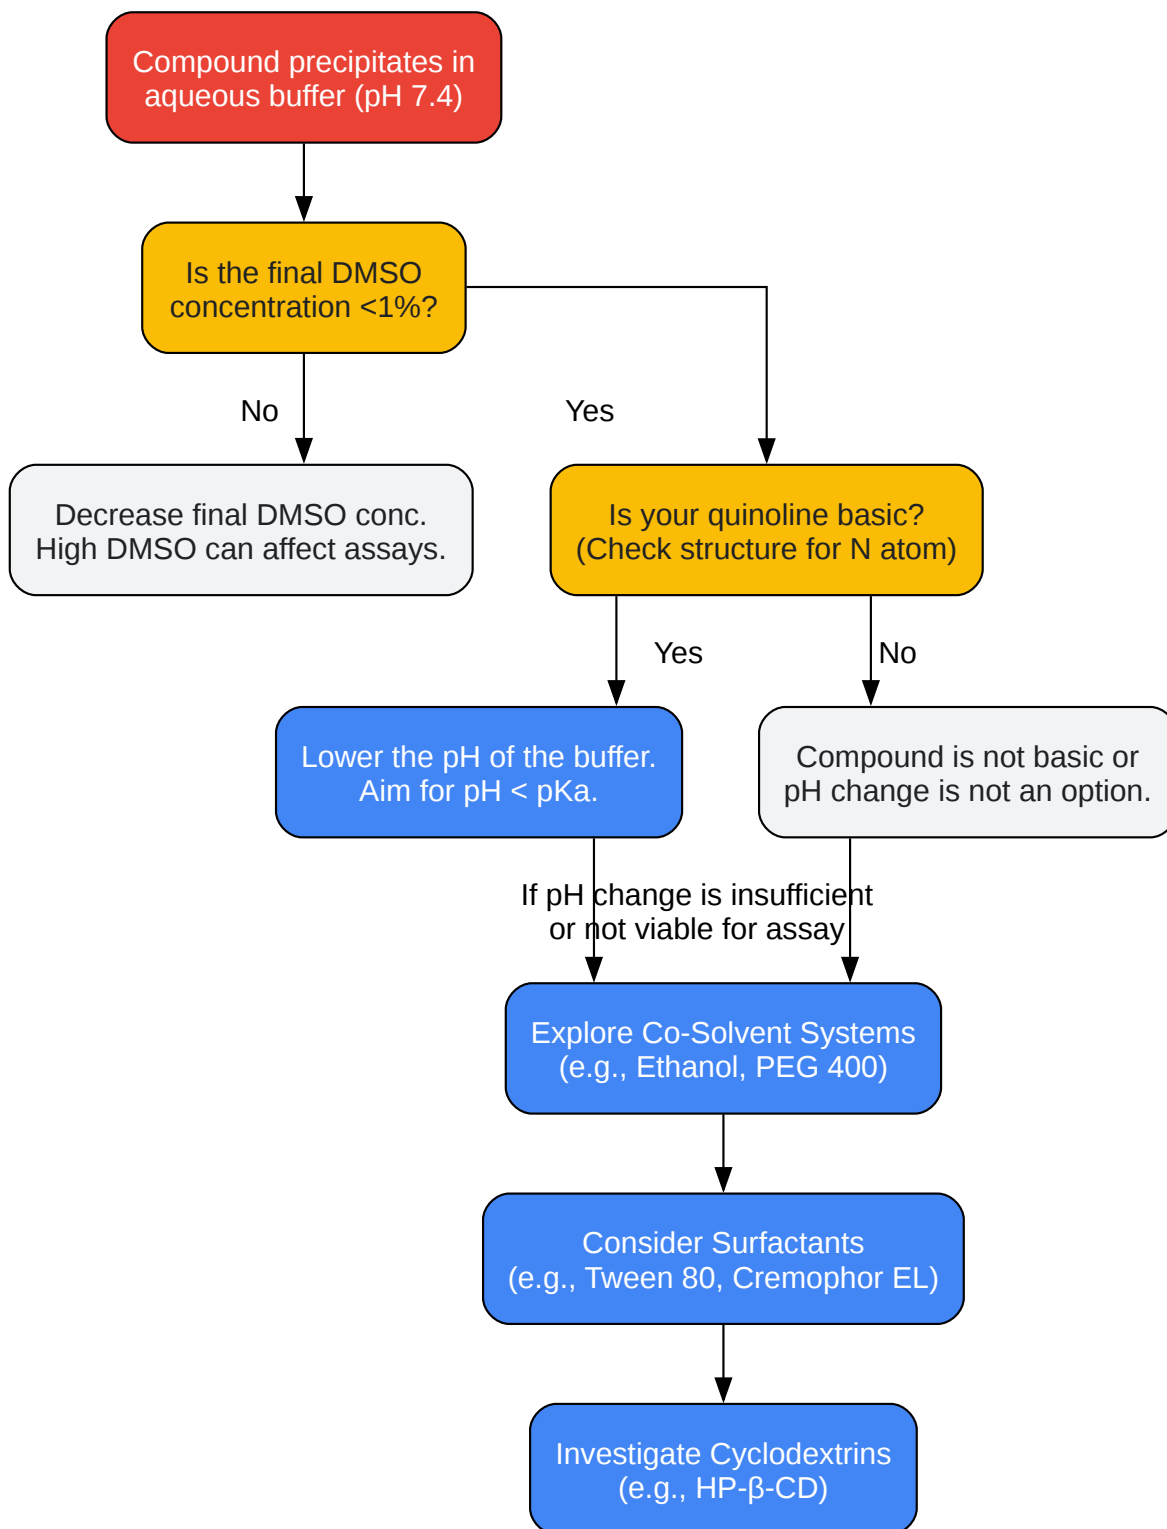 Compound precipitates in
aqueous buffer (pH 7.4)
Is the final DMSO
concentration <1%?
No
Yes
Decrease final DMSO conc.
High DMSO can affect assays.
Is your quinoline basic?
(Check structure for N atom)
Yes
No
Lower the pH of the buffer.
Aim for pH < pKa.
Compound is not basic or
pH change is not an option.
If pH change is insufficient
or not viable for assay
Explore Co-Solvent Systems
(e.g., Ethanol, PEG 400)
Consider Surfactants
(e.g., Tween 80, Cremophor EL)
Investigate Cyclodextrins
(e.g., HP-β-CD)